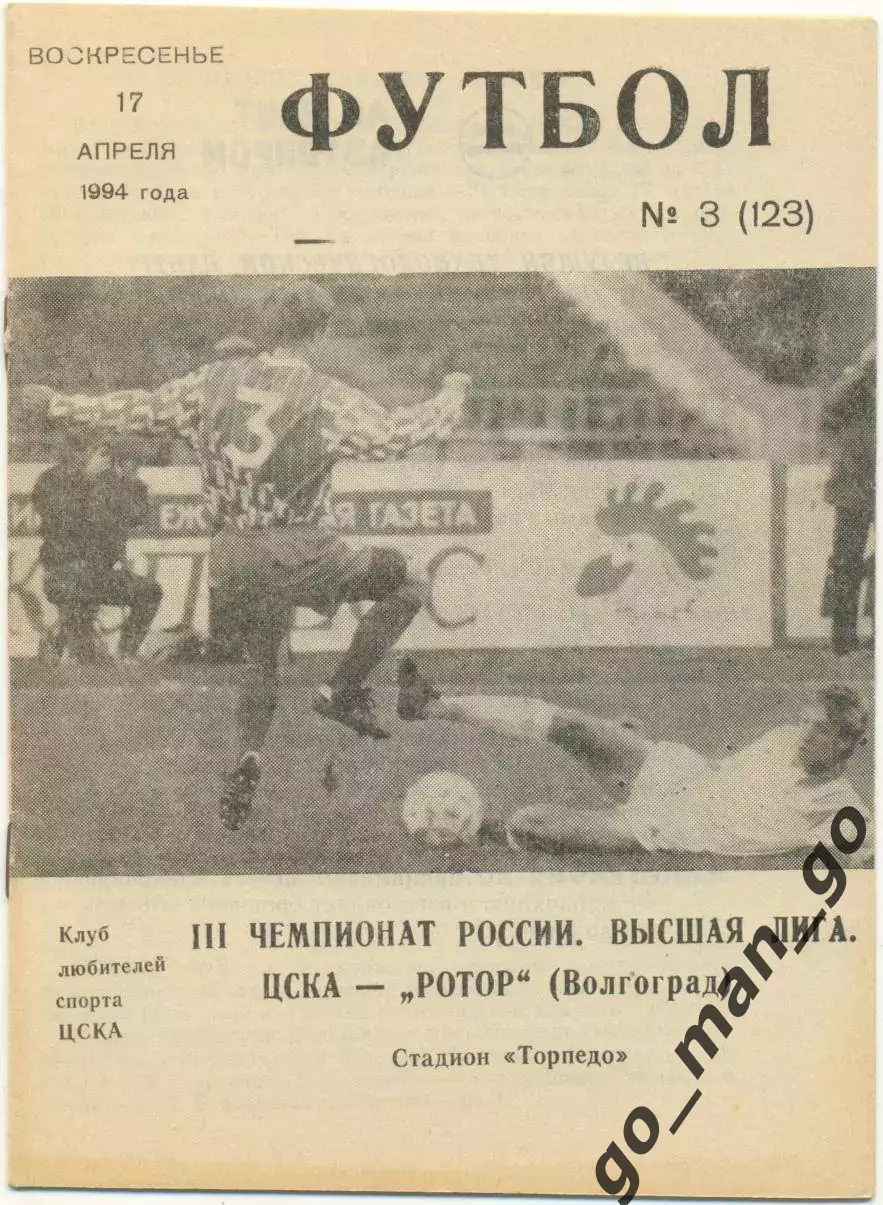 ВОСКРЕСЕНЬЕ
17
АПРЕЛЯ
1994 года
ФУТБОЛ
№ 3 (123)
3
ГАЗЕТА
Клуб
любителей
спорта
ЦСКА
III ЧЕМПИОНАТ РОССИИ. ВЫСШАЯ ЛИГА.
ЦСКА — „РОТОР“ (Волгоград)
Стадион «Торпедо»
go_man_go